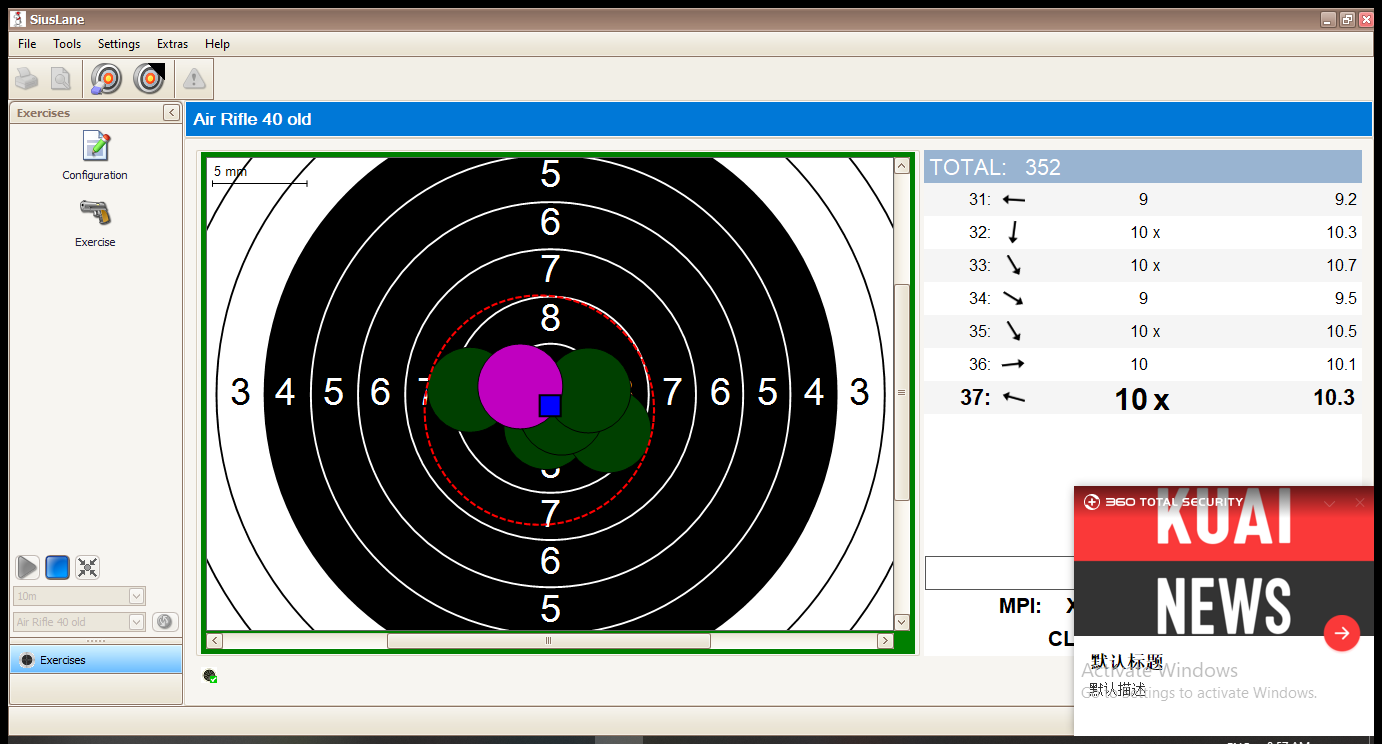 SiusLane
File Tools Settings Extras Help
Exercises
Configuration
Exercise
10m
Air Rifle 40 old
Exercises
Air Rifle 40 old
5 mm
5
6
7
8
3 4 5 6 7 7 6 5 4 3
7
6
5
TOTAL: 352
31: 9 9.2
32: 10 x 10.3
33: 10 x 10.7
34: 9 9.5
35: 10 x 10.5
36: 10 10.1
37: 10 x 10.3
MPI: X
CL
360 TOTAL SECURITY
KUAI
NEWS
默认标题
默认描述
Activate Windows
Go to Settings to activate Windows.